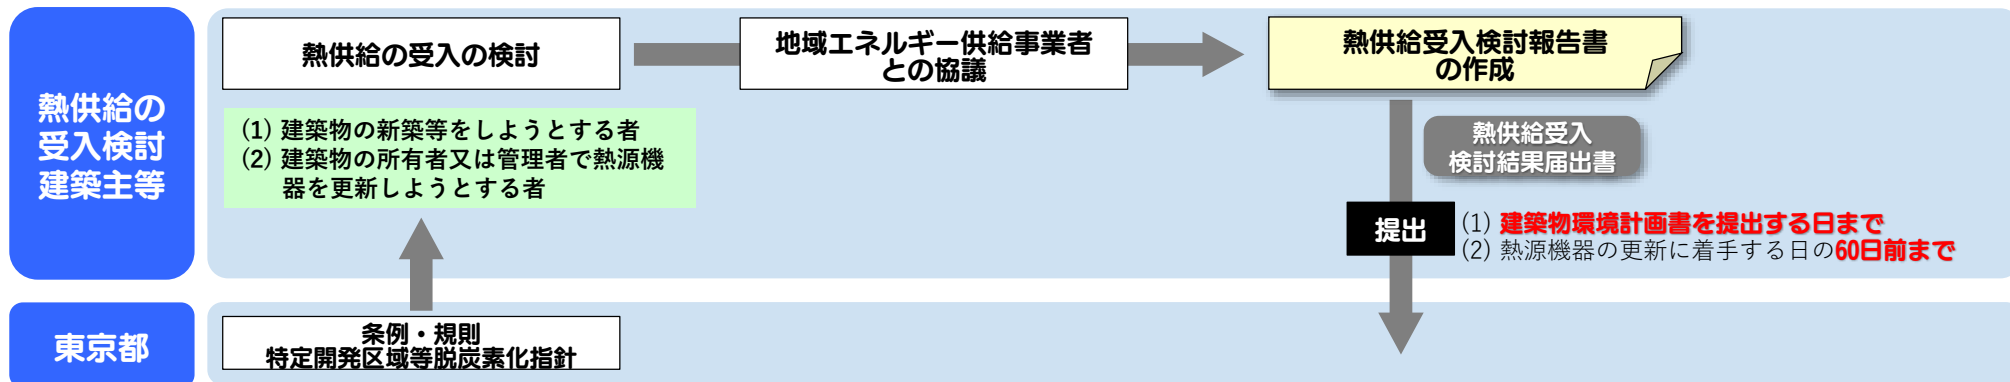 熱供給の
受入検討
建築主等
熱供給の受入の検討
地域エネルギー供給事業者
との協議
熱供給受入検討報告書
の作成
(1) 建築物の新築等をしようとする者
(2) 建築物の所有者又は管理者で熱源機
器を更新しようとする者
熱供給受入
検討結果届出書
提出
(1) 建築物環境計画書を提出する日まで
(2) 熱源機器の更新に着手する日の60日前まで
東京都
条例・規則
特定開発区域等脱炭素化指針